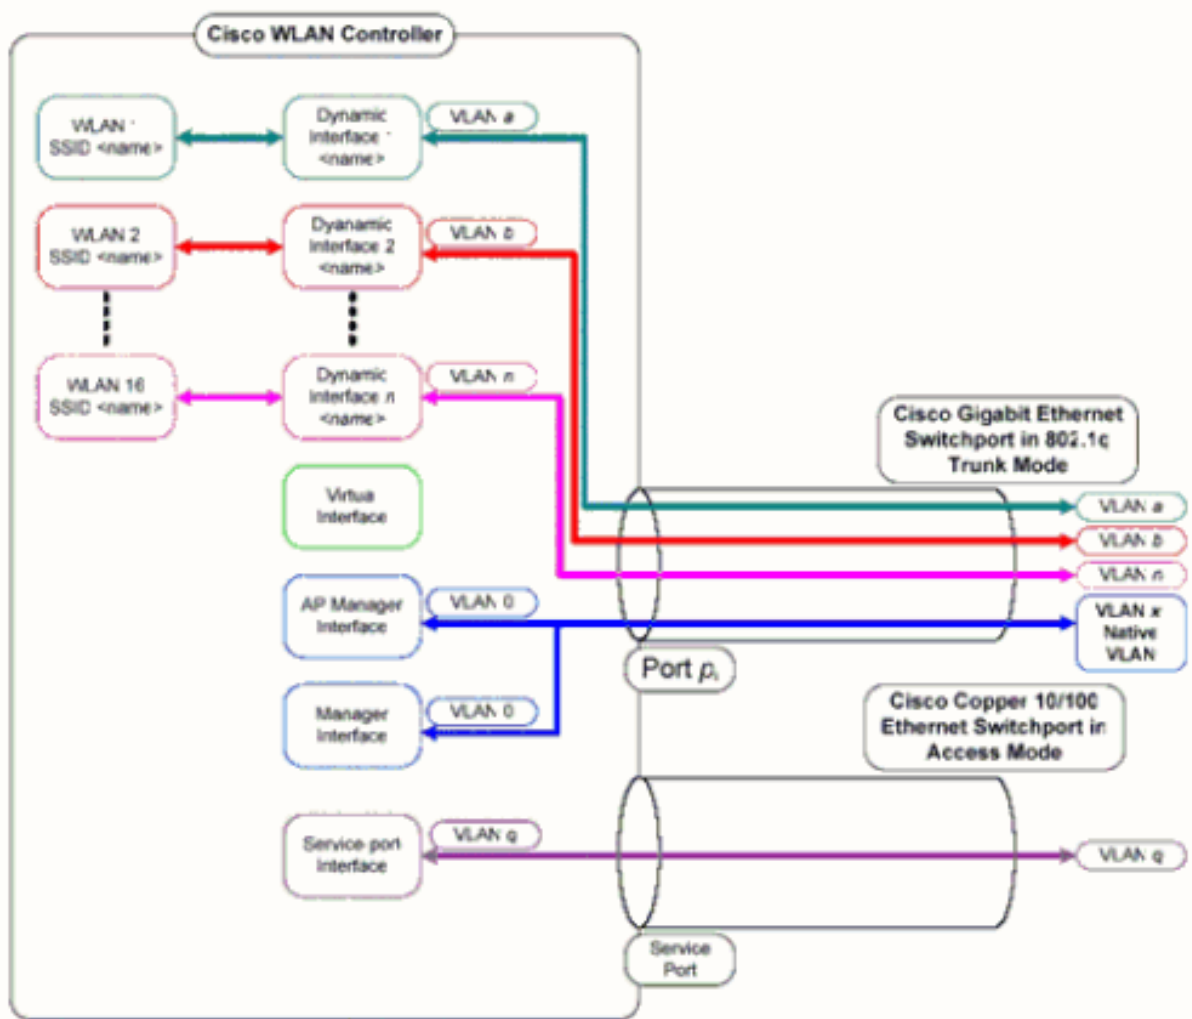 Cisco WLAN Controller
WLAN
SSID <name>
Dynamic
Interface
<name>
VLAN a
WLAN 2
SSID <name>
Dyanamic
Interface 2
<name>
VLAN b
WLAN 16
SSID <name>
Dynamic
Interface n
<name>
VLAN n
Virtua
Interface
AP Manager
Interface
VLAN 0
Manager
Interface
VLAN 0
Service-port
Interface
VLAN q
Cisco Gigabit Ethernet
Switchport in 802.1q
Trunk Mode
VLAN a
VLAN b
VLAN n
VLAN x
Native
VLAN
Port
Cisco Copper 10/100
Ethernet Switchport in
Access Mode
VLAN q
Service
Port